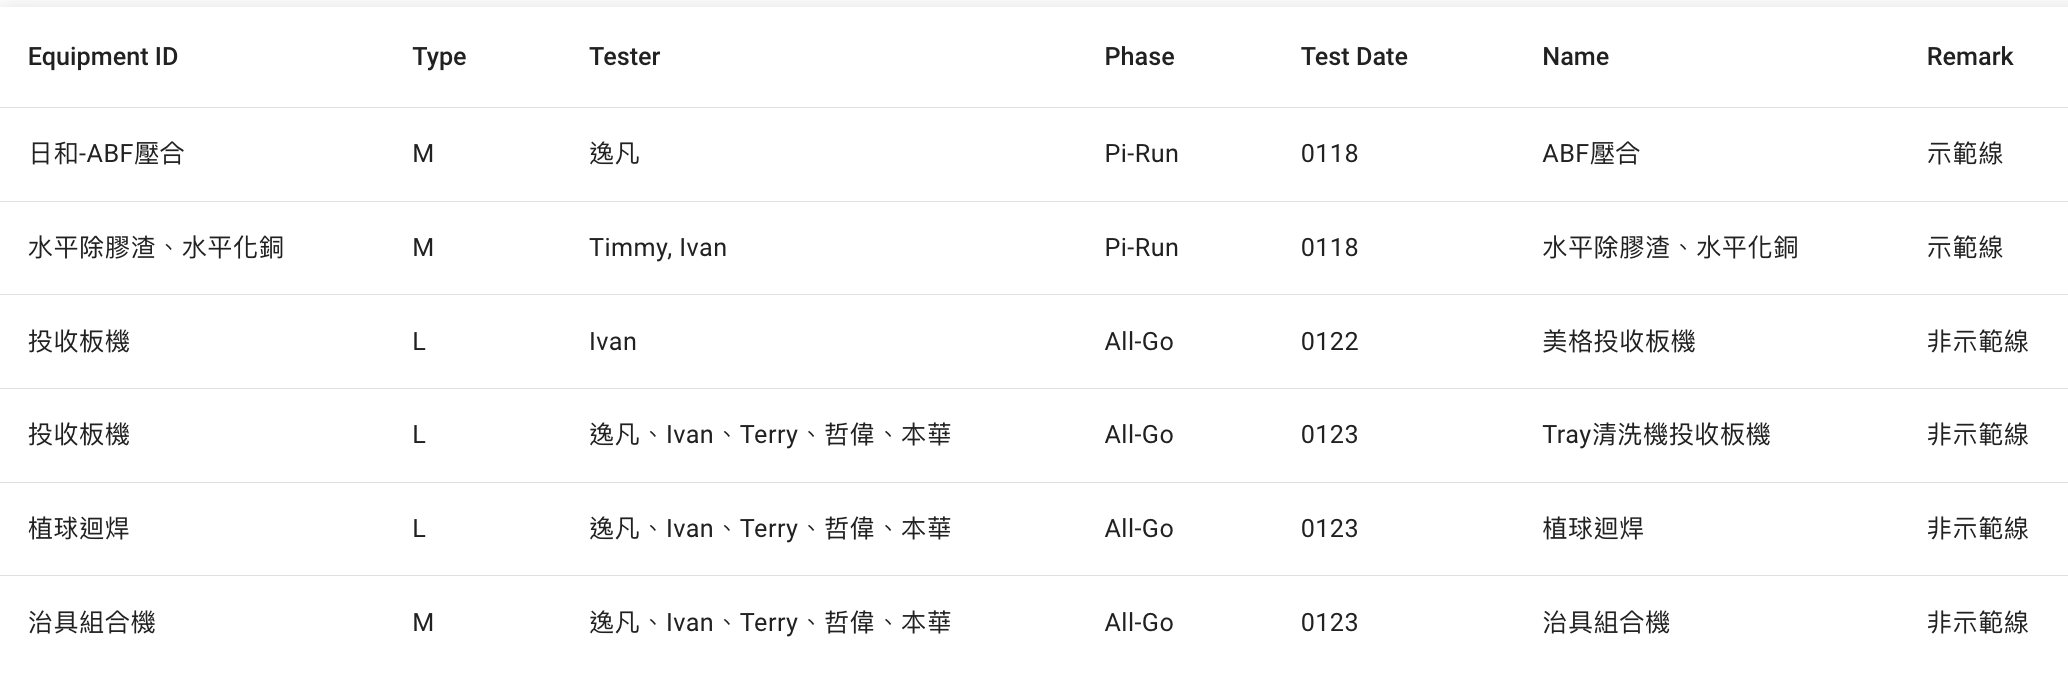 Equipment ID Type Tester Phase Test Date Name Remark
日和-ABF壓合 M 逸凡 Pi-Run 0118 ABF壓合 示範線
水平除膠渣、水平化銅 M Timmy, Ivan Pi-Run 0118 水平除膠渣、水平化銅 示範線
投收板機 L Ivan All-Go 0122 美格投收板機 非示範線
投收板機 L 逸凡、Ivan、Terry、哲偉、本華 All-Go 0123 Tray清洗機投收板機 非示範線
植球迴焊 L 逸凡、Ivan、Terry、哲偉、本華 All-Go 0123 植球迴焊 非示範線
治具組合機 M 逸凡、Ivan、Terry、哲偉、本華 All-Go 0123 治具組合機 非示範線